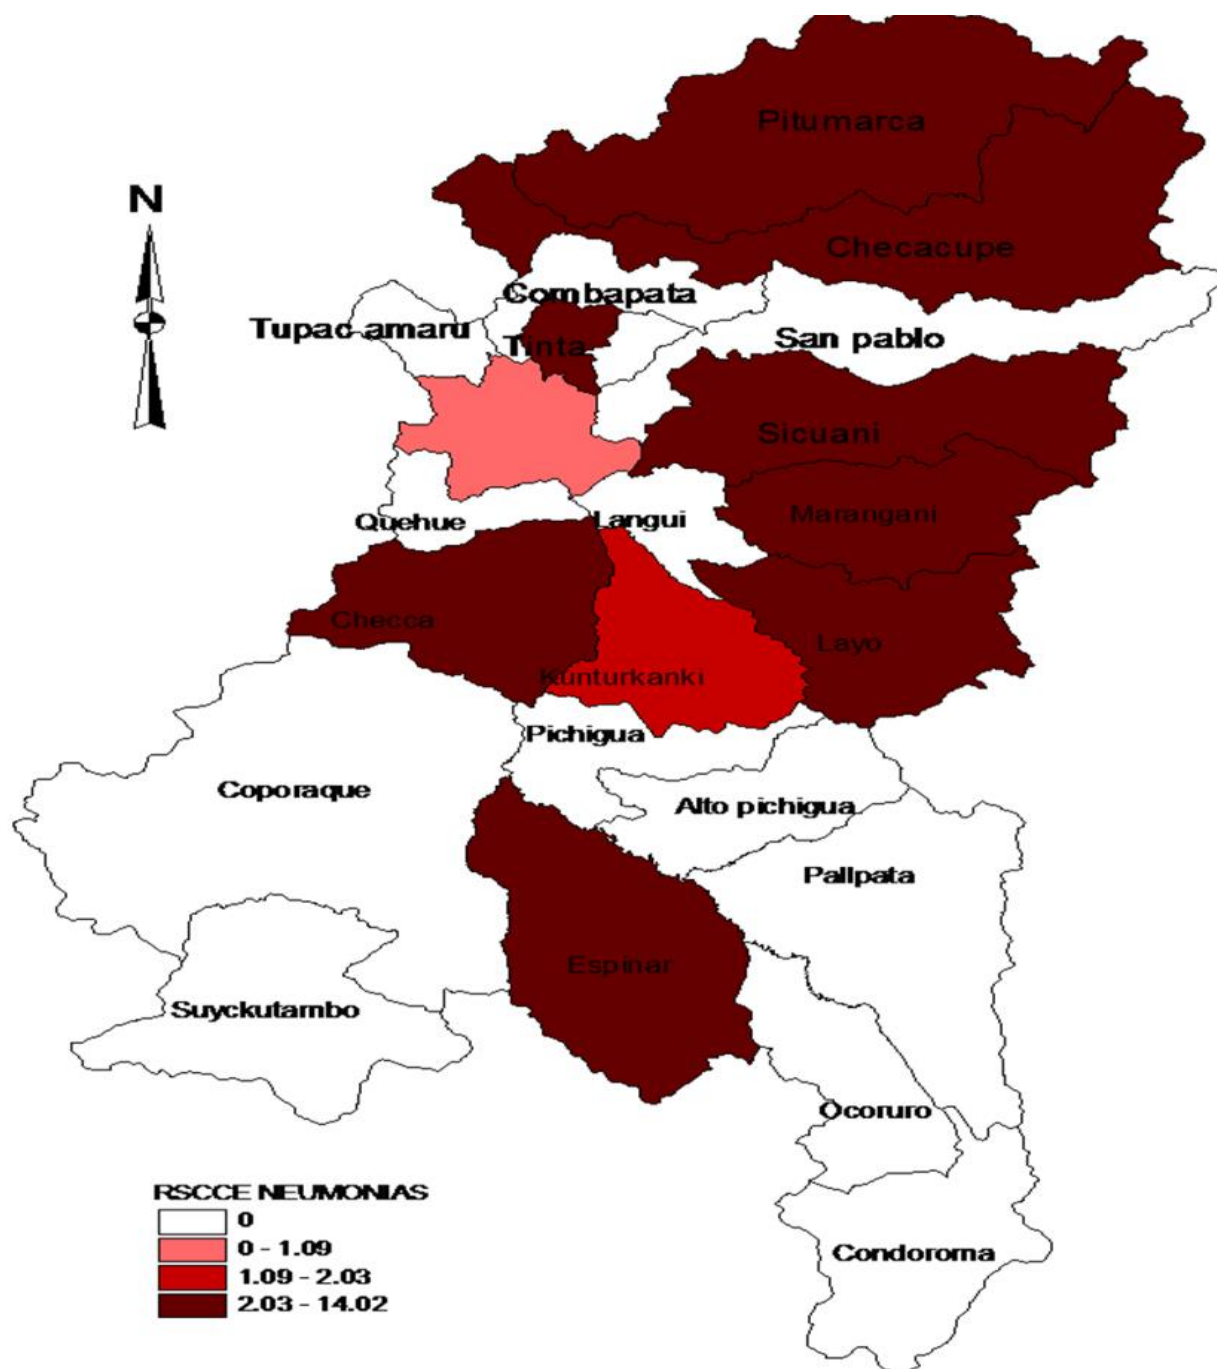 Pitumarca
N
Checacupe
Combapata
Tupac amaru
Tinta
San pablo
Sicuani
Marangani
Quehue
Langui
Checca
Layo
Kunturkanki
Pichigua
Coporaque
Alto pichigua
Pallpata
Espinar
Suyckutambo
Ocoruro
RSCCE NEUMONIAS
0
0 - 1.09
Condoroma
1.09 - 2.03
2.03 - 14.02